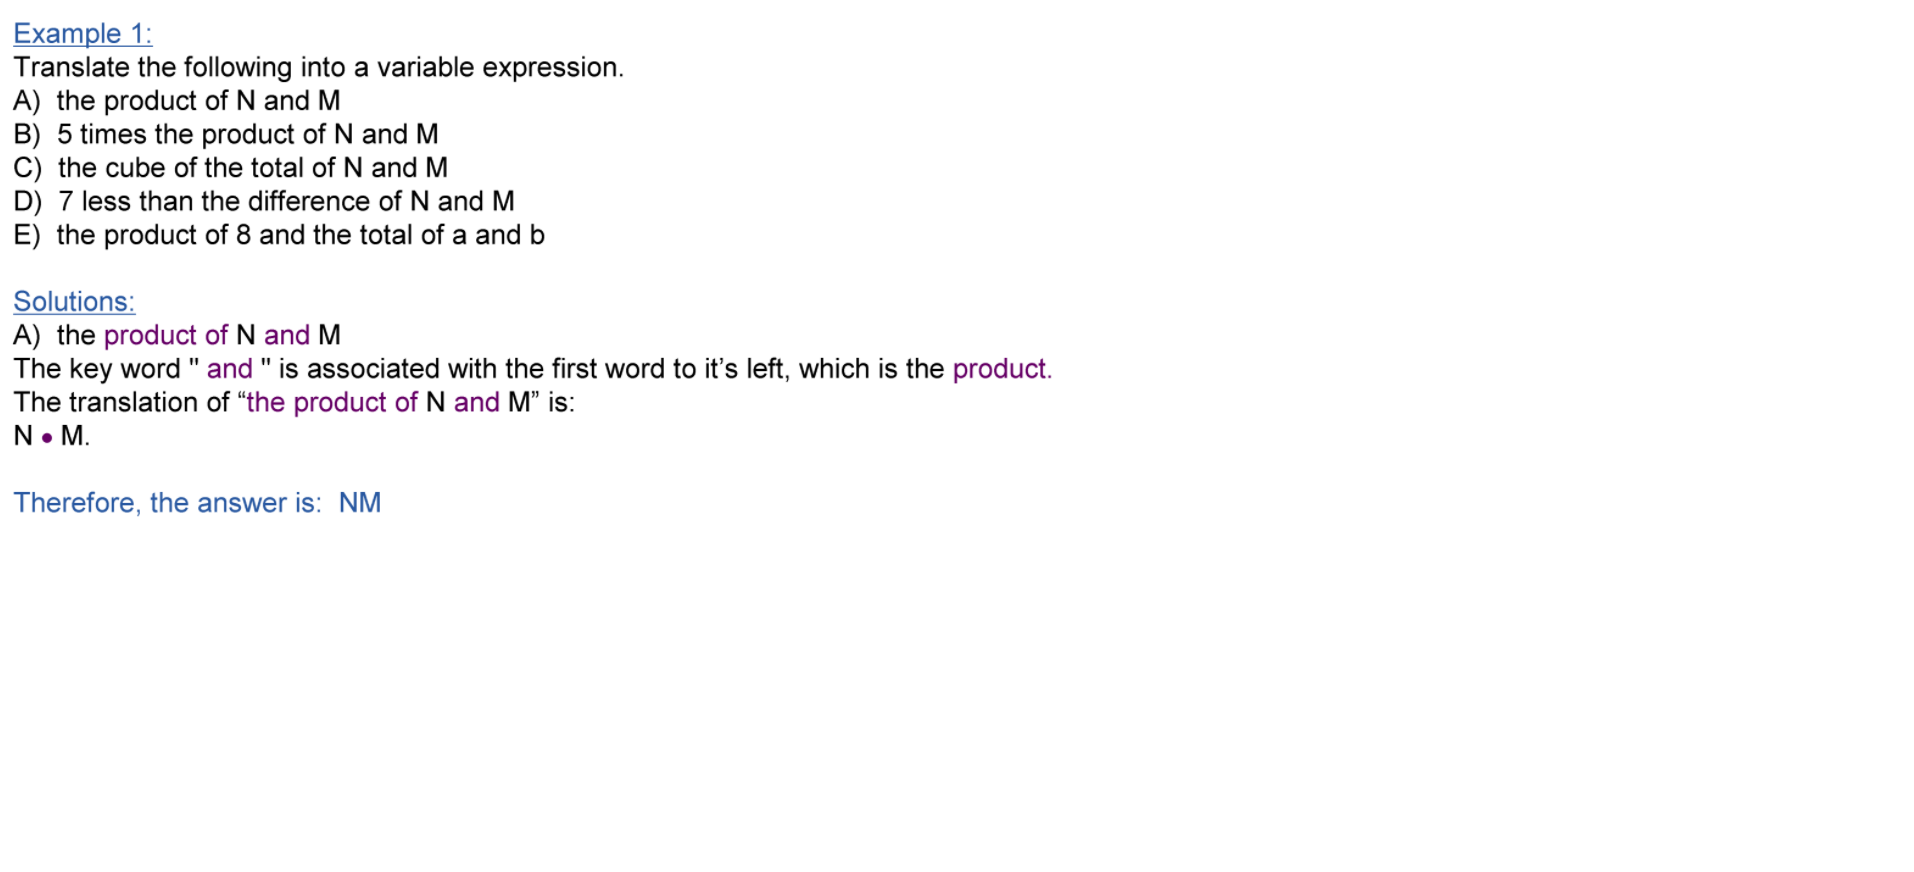 Example 1:
Translate the following into a variable expression.
A)  the product of N and M
B)  5 times the product of N and M
C)  the cube of the total of N and M
D)  7 less than the difference of N and M
E)  the product of 8 and the total of a and b
Solutions:
A)  the product of N and M
The key word " and " is associated with the first word to it’s left, which is the product.
The translation of “the product of N and M” is:
N • M.
Therefore, the answer is:  NM